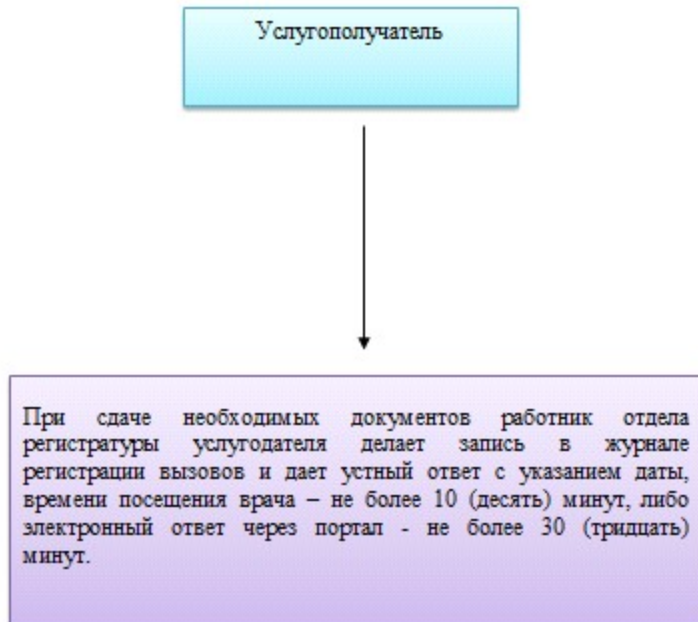 Услугополучатель
При сдаче необходимых документов работник отдела
регистратуры услугодателя делает запись в журнале
регистрации вызовов и дает устный ответ с указанием даты,
времени посещения врача – не более 10 (десять) минут, либо
электронный ответ через портал - не более 30 (тридцать)
минут.